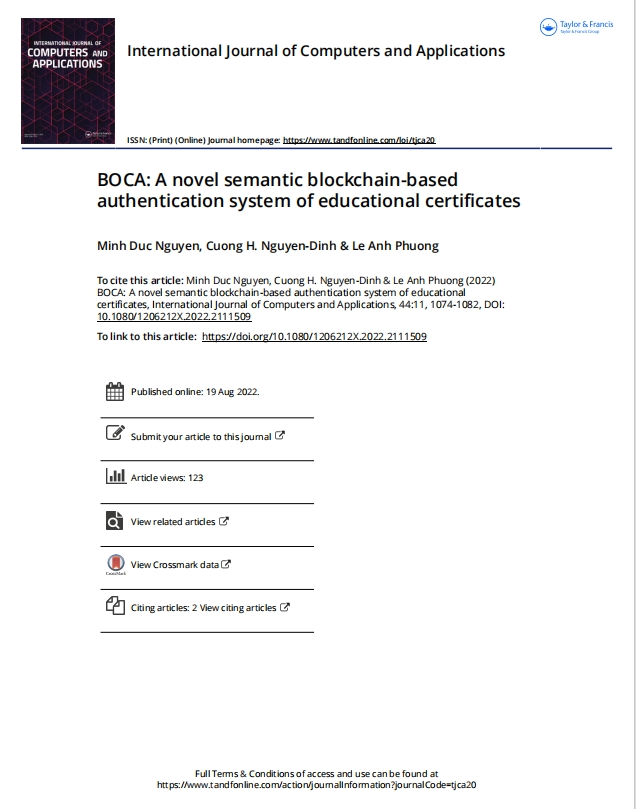 INTERNATIONAL JOURNAL OF
COMPUTERS AND
APPLICATIONS
Taylor & Francis
Taylor & Francis Group
International Journal of Computers and Applications
ISSN: (Print) (Online) Journal homepage: https://www.tandfonline.com/loi/tjca20
BOCA: A novel semantic blockchain-based
authentication system of educational certificates
Minh Duc Nguyen, Cuong H. Nguyen-Dinh & Le Anh Phuong
To cite this article: Minh Duc Nguyen, Cuong H. Nguyen-Dinh & Le Anh Phuong (2022)
BOCA: A novel semantic blockchain-based authentication system of educational
certificates, International Journal of Computers and Applications, 44:11, 1074-1082, DOI:
10.1080/1206212X.2022.2111509
To link to this article: https://doi.org/10.1080/1206212X.2022.2111509
Published online: 19 Aug 2022.
Submit your article to this journal
Article views: 123
View related articles
View Crossmark data
CrossMark
Citing articles: 2 View citing articles
Full Terms & Conditions of access and use can be found at
https://www.tandfonline.com/action/journalInformation?journalCode=tjca20